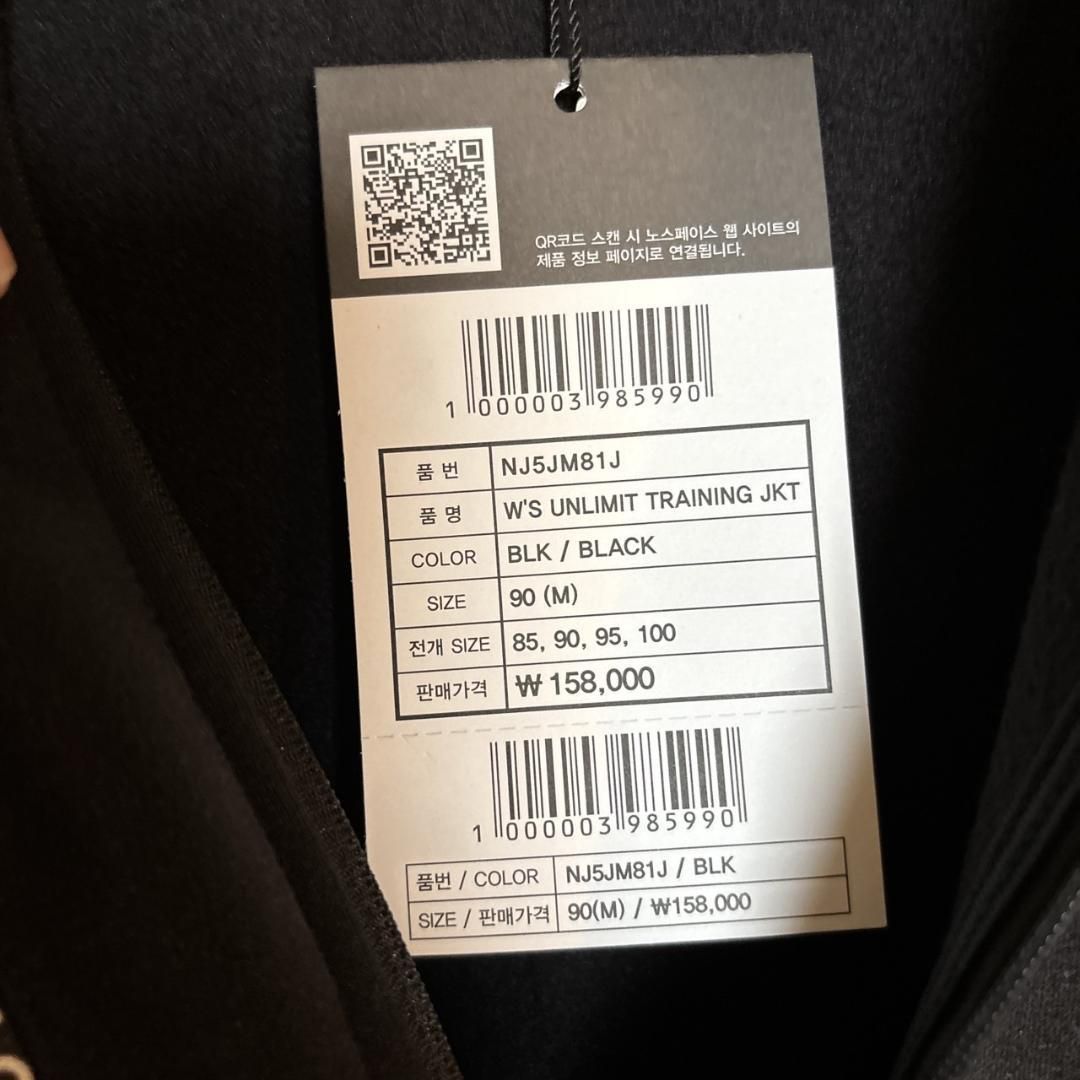 QR코드 스캔 시 노스페이스 웹 사이트의
제품 정보 페이지로 연결됩니다.
1 000003 985990
품 번 NJ5JM81J
품 명 W'S UNLIMIT TRAINING JKT
COLOR BLK / BLACK
SIZE 90 (M)
전개 SIZE 85, 90, 95, 100
판매가격 ₩ 158,000
1 000003 985990
품번 / COLOR NJ5JM81J / BLK
SIZE / 판매가격 90(M) / ₩158,000